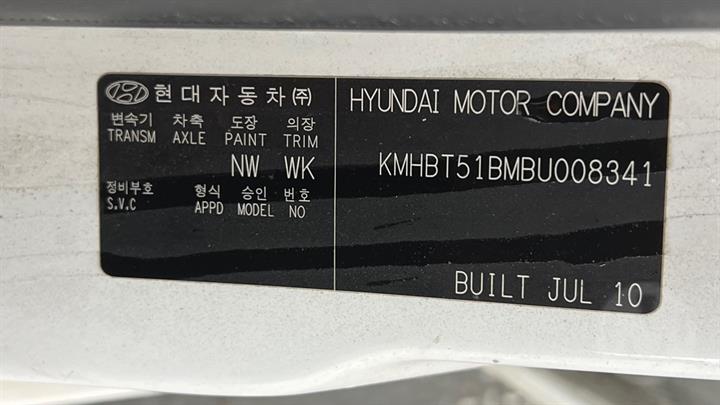 현대자동차㈜
변속기 차축 도장 의장
TRANSM AXLE PAINT TRIM
NW WK
정비부호 형식 승인 번호
S.V.C APPD MODEL NO
HYUNDAI MOTOR COMPANY
KMHBT51BMBU008341
BUILT JUL 10